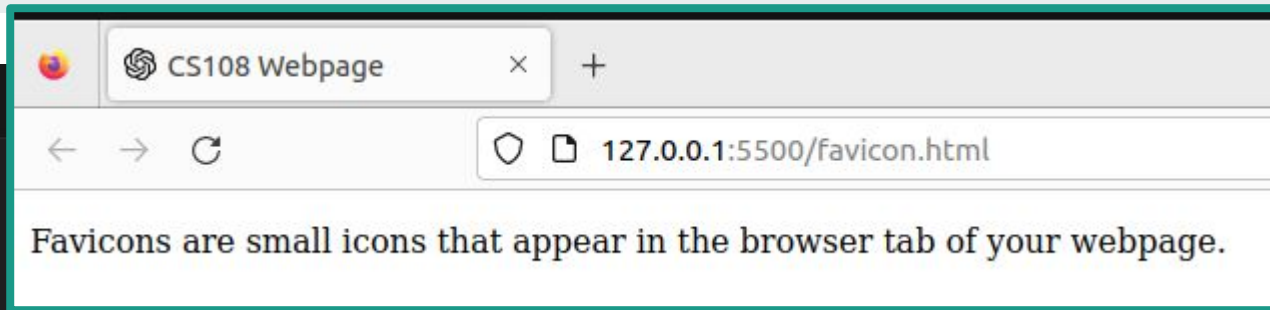 CS108 Webpage
127.0.0.1:5500/favicon.html
Favicons are small icons that appear in the browser tab of your webpage.